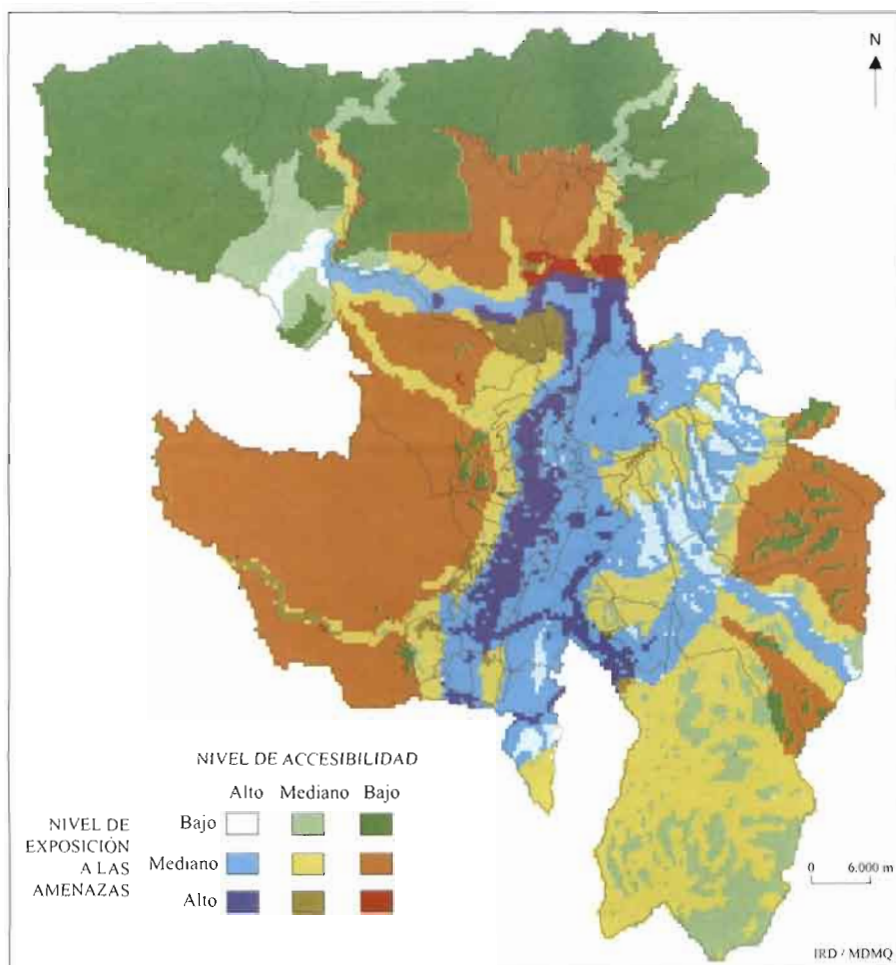 N
NIVEL DE ACCESIBILIDAD
Alto Mediano Bajo
NIVEL DE
EXPOSICIÓN
A LAS
AMENAZAS
Bajo
Mediano
Alto
0 6.000 m
IRD / MDMQ